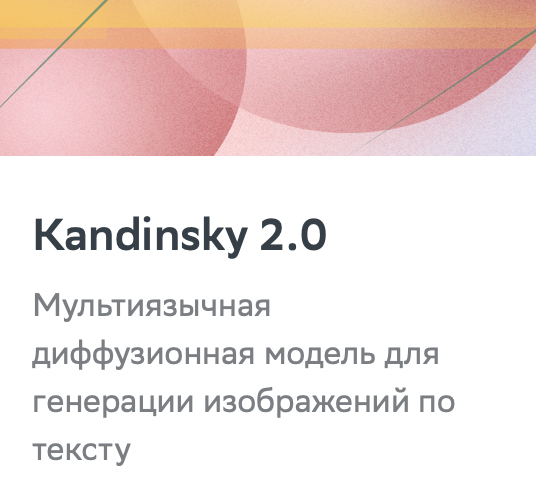 Kandinsky 2.0
Мультиязычная
диффузионная модель для
генерации изображений по
тексту